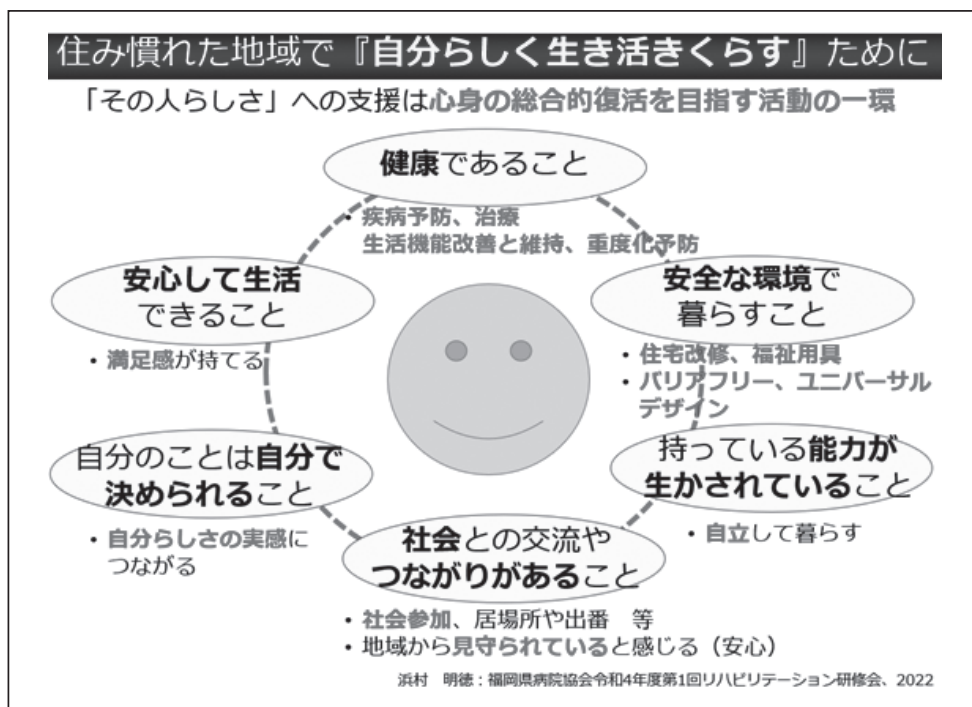 住み慣れた地域で『自分らしく生き活きくらす』ために
「その人らしさ」への支援は心身の総合的復活を目指す活動の一環
健康であること
• 疾病予防、治療
生活機能改善と維持、重度化予防
安心して生活
できること
• 満足感が持てる
安全な環境で
暮らすこと
• 住宅改修、福祉用具
• バリアフリー、ユニバーサル
デザイン
自分のことは自分で
決められること
• 自分らしさの実感に
つながる
持っている能力が
生かされていること
• 自立して暮らす
社会との交流や
つながりがあること
• 社会参加、居場所や出番　等
• 地域から見守られていると感じる（安心）
浜村　明徳：福岡県病院協会令和4年度第1回リハビリテーション研修会、2022